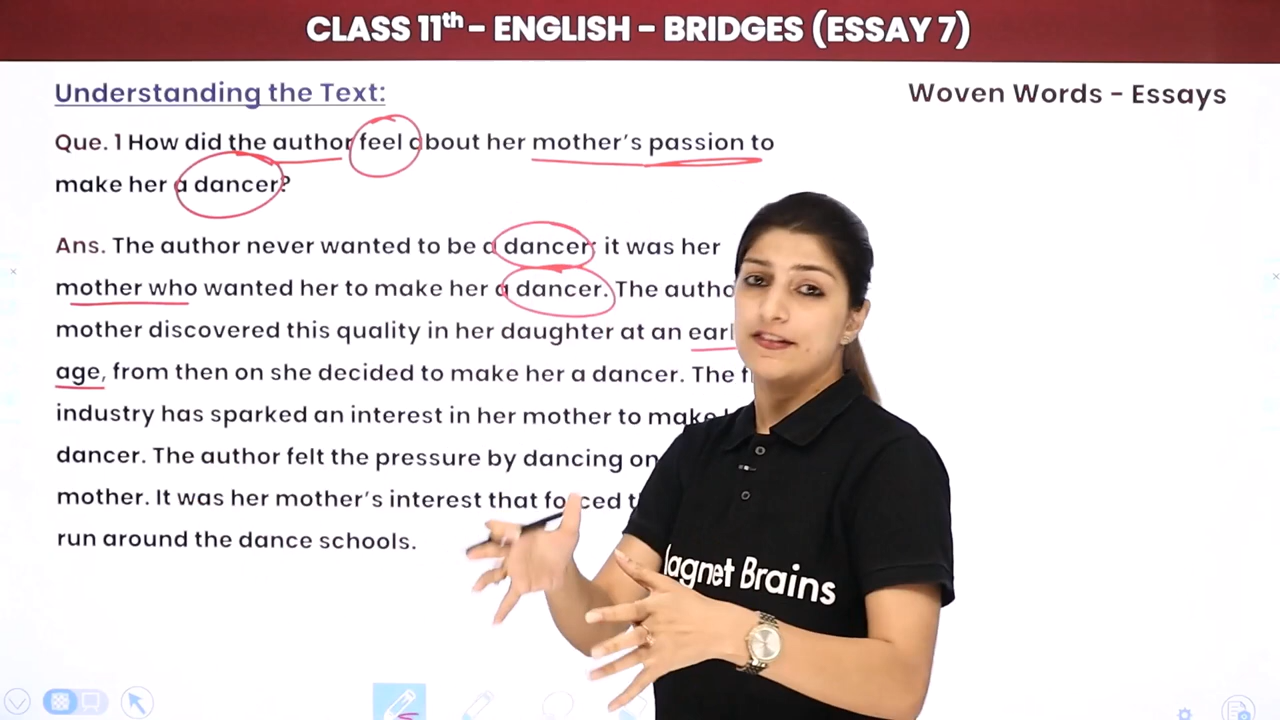 CLASS 11th - ENGLISH - BRIDGES (ESSAY 7)
Understanding the Text:
Woven Words - Essays
Que. 1 How did the author feel about her mother's passion to
make her a dancer?
Ans. The author never wanted to be a dancer; it was her
mother who wanted her to make her a dancer. The
mother discovered this quality in her daughter at an
age, from then on she decided to make her a dancer. The
industry has sparked an interest in her mother to make
dancer. The author felt the pressure by dancing on
mother. It was her mother's interest that forced
run around the dance schools.
agnet Brains